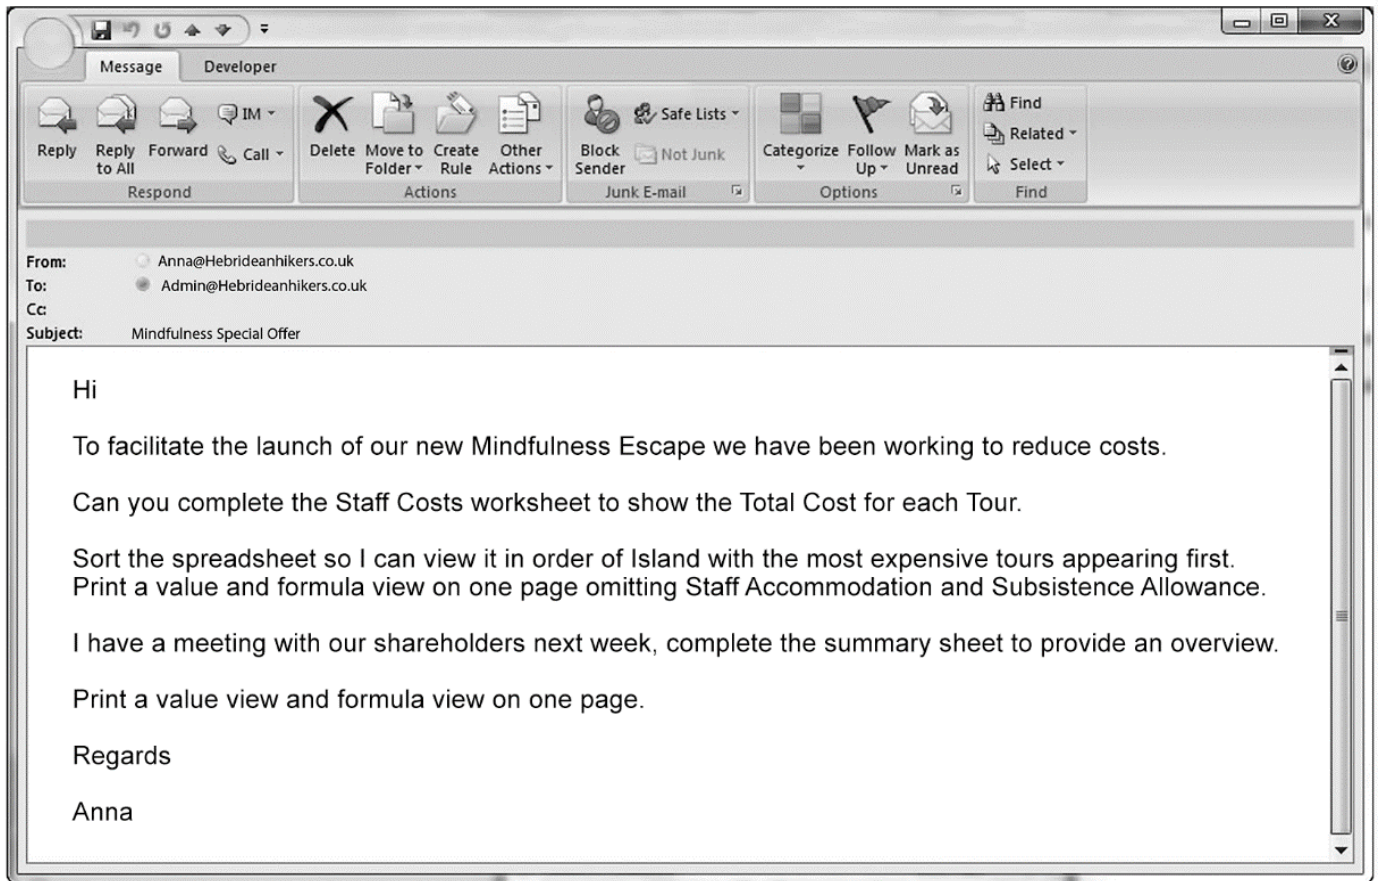 Message Developer
Reply
Reply to All
Forward
IM
Call
Respond
Delete
Move to Folder
Create Rule
Other Actions
Actions
Block Sender
Safe Lists
Not Junk
Junk E-mail
Categorize
Follow Up
Mark as Unread
Options
Find
Related
Select
Find
From: Anna@Hebrideanhikers.co.uk
To: Admin@Hebrideanhikers.co.uk
Cc:
Subject: Mindfulness Special Offer
Hi
To facilitate the launch of our new Mindfulness Escape we have been working to reduce costs.
Can you complete the Staff Costs worksheet to show the Total Cost for each Tour.
Sort the spreadsheet so I can view it in order of Island with the most expensive tours appearing first.
Print a value and formula view on one page omitting Staff Accommodation and Subsistence Allowance.
I have a meeting with our shareholders next week, complete the summary sheet to provide an overview.
Print a value view and formula view on one page.
Regards
Anna